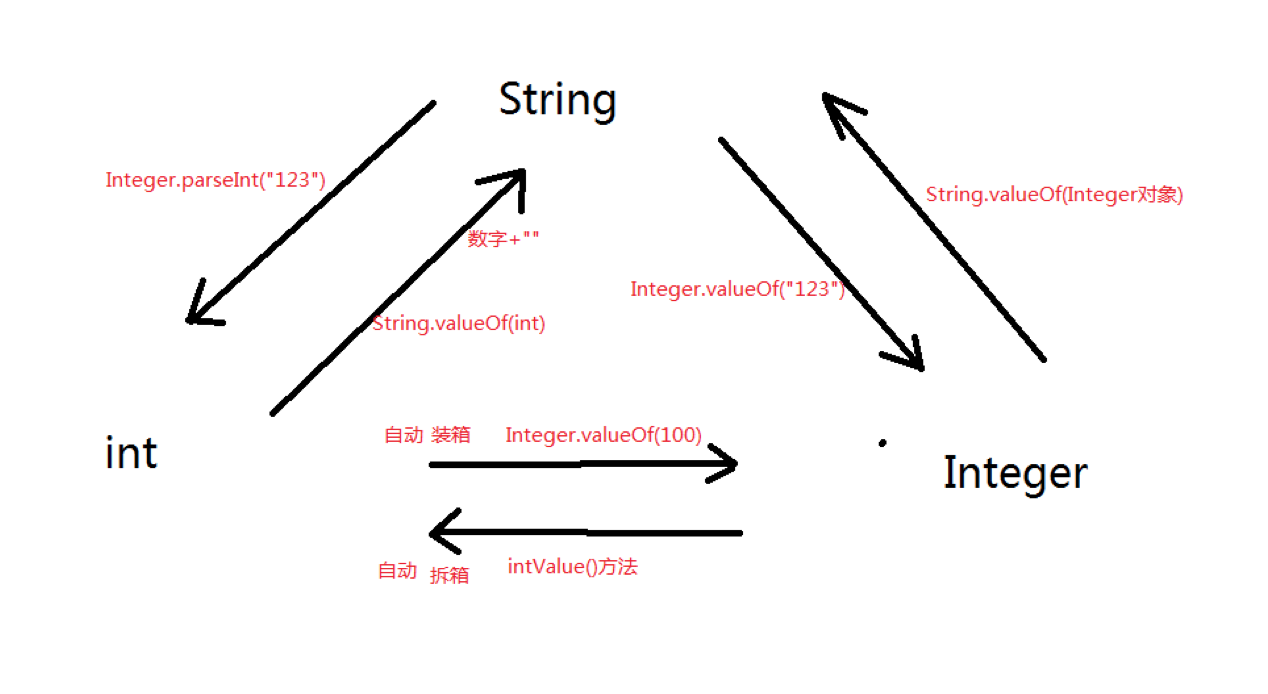 String
Integer.parseInt("123")
String.valueOf(Integer对象)
数字+""
Integer.valueOf("123")
String.valueOf(int)
自动 装箱 Integer.valueOf(100)
int
Integer
自动 拆箱 intValue()方法